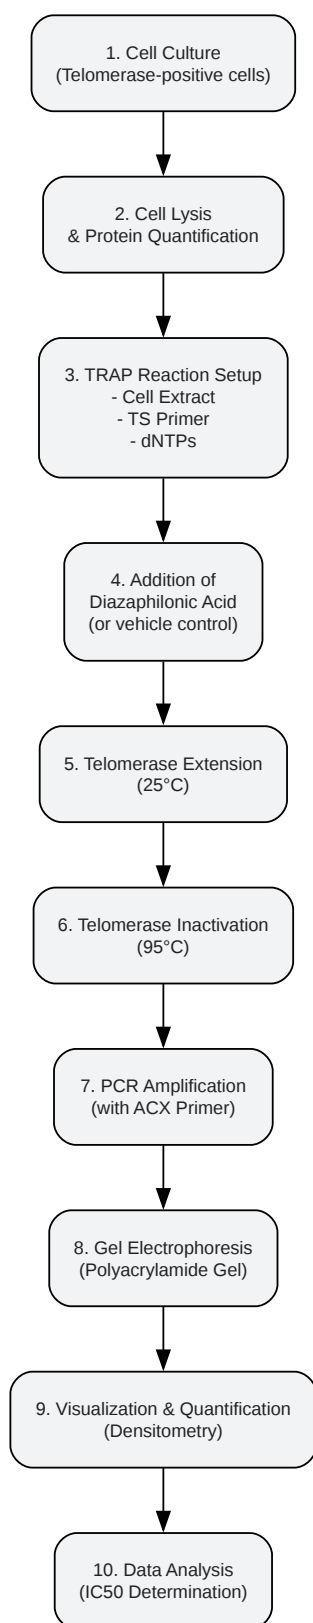 1. Cell Culture
(Telomerase-positive cells)
2. Cell Lysis
& Protein Quantification
3. TRAP Reaction Setup
- Cell Extract
- TS Primer
- dNTPs
4. Addition of
Diazaphilonic Acid
(or vehicle control)
5. Telomerase Extension
(25°C)
6. Telomerase Inactivation
(95°C)
7. PCR Amplification
(with ACX Primer)
8. Gel Electrophoresis
(Polyacrylamide Gel)
9. Visualization & Quantification
(Densitometry)
10. Data Analysis
(IC50 Determination)